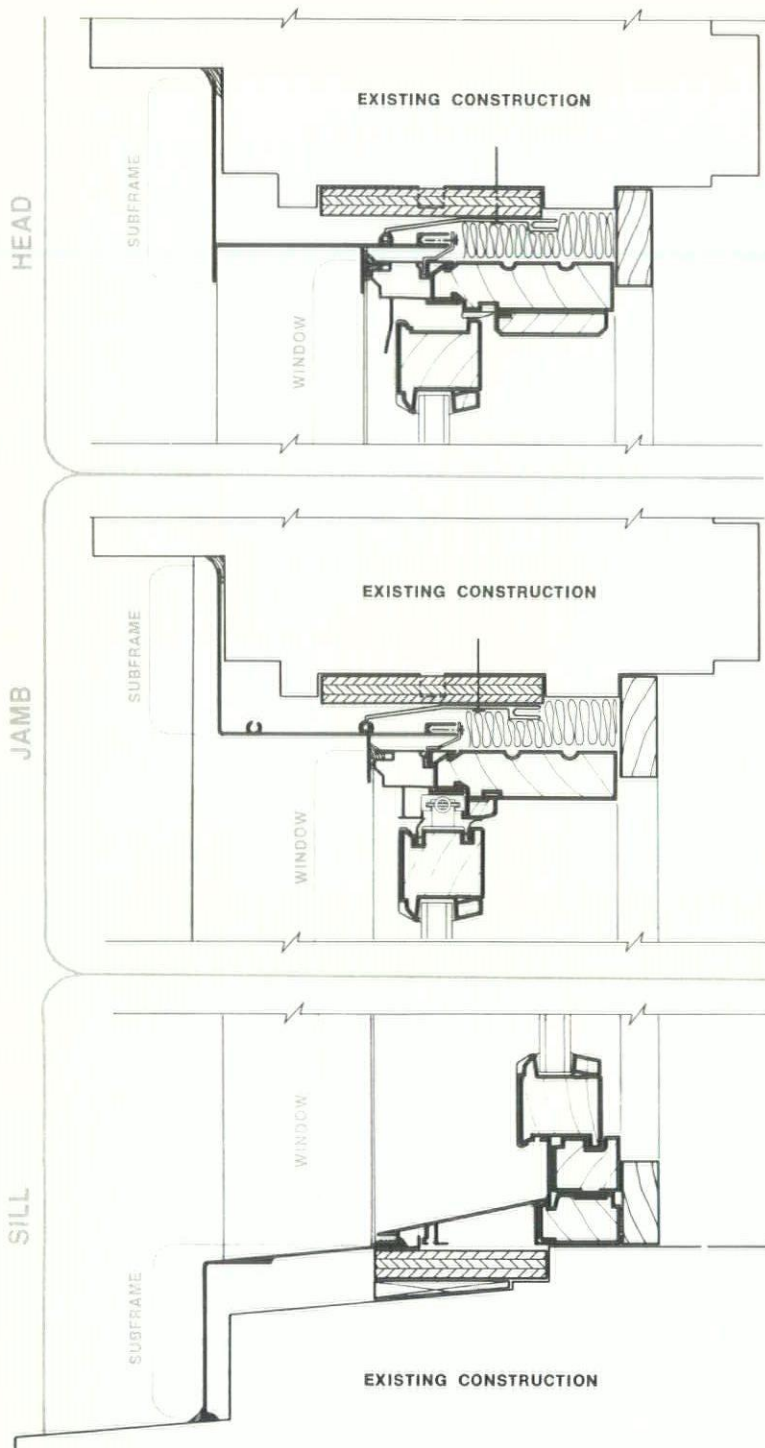 HEAD
SUBFRAME
EXISTING CONSTRUCTION
WINDOW
JAMB
SUBFRAME
EXISTING CONSTRUCTION
WINDOW
SILL
WINDOW
SUBFRAME
EXISTING CONSTRUCTION